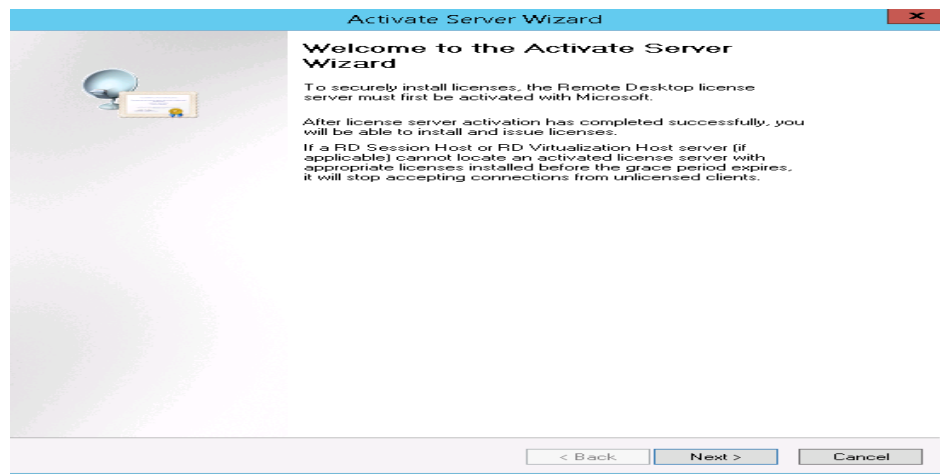 Activate Server Wizard
Welcome to the Activate Server
Wizard
To securely install licenses, the Remote Desktop license
server must first be activated with Microsoft.
After license server activation has completed successfully, you
will be able to install and issue licenses.
If a RD Session Host or RD Virtualization Host server (if
applicable) cannot locate an activated license server with
appropriate licenses installed before the grace period expires,
it will stop accepting connections from unlicensed clients.
< Back Next > Cancel